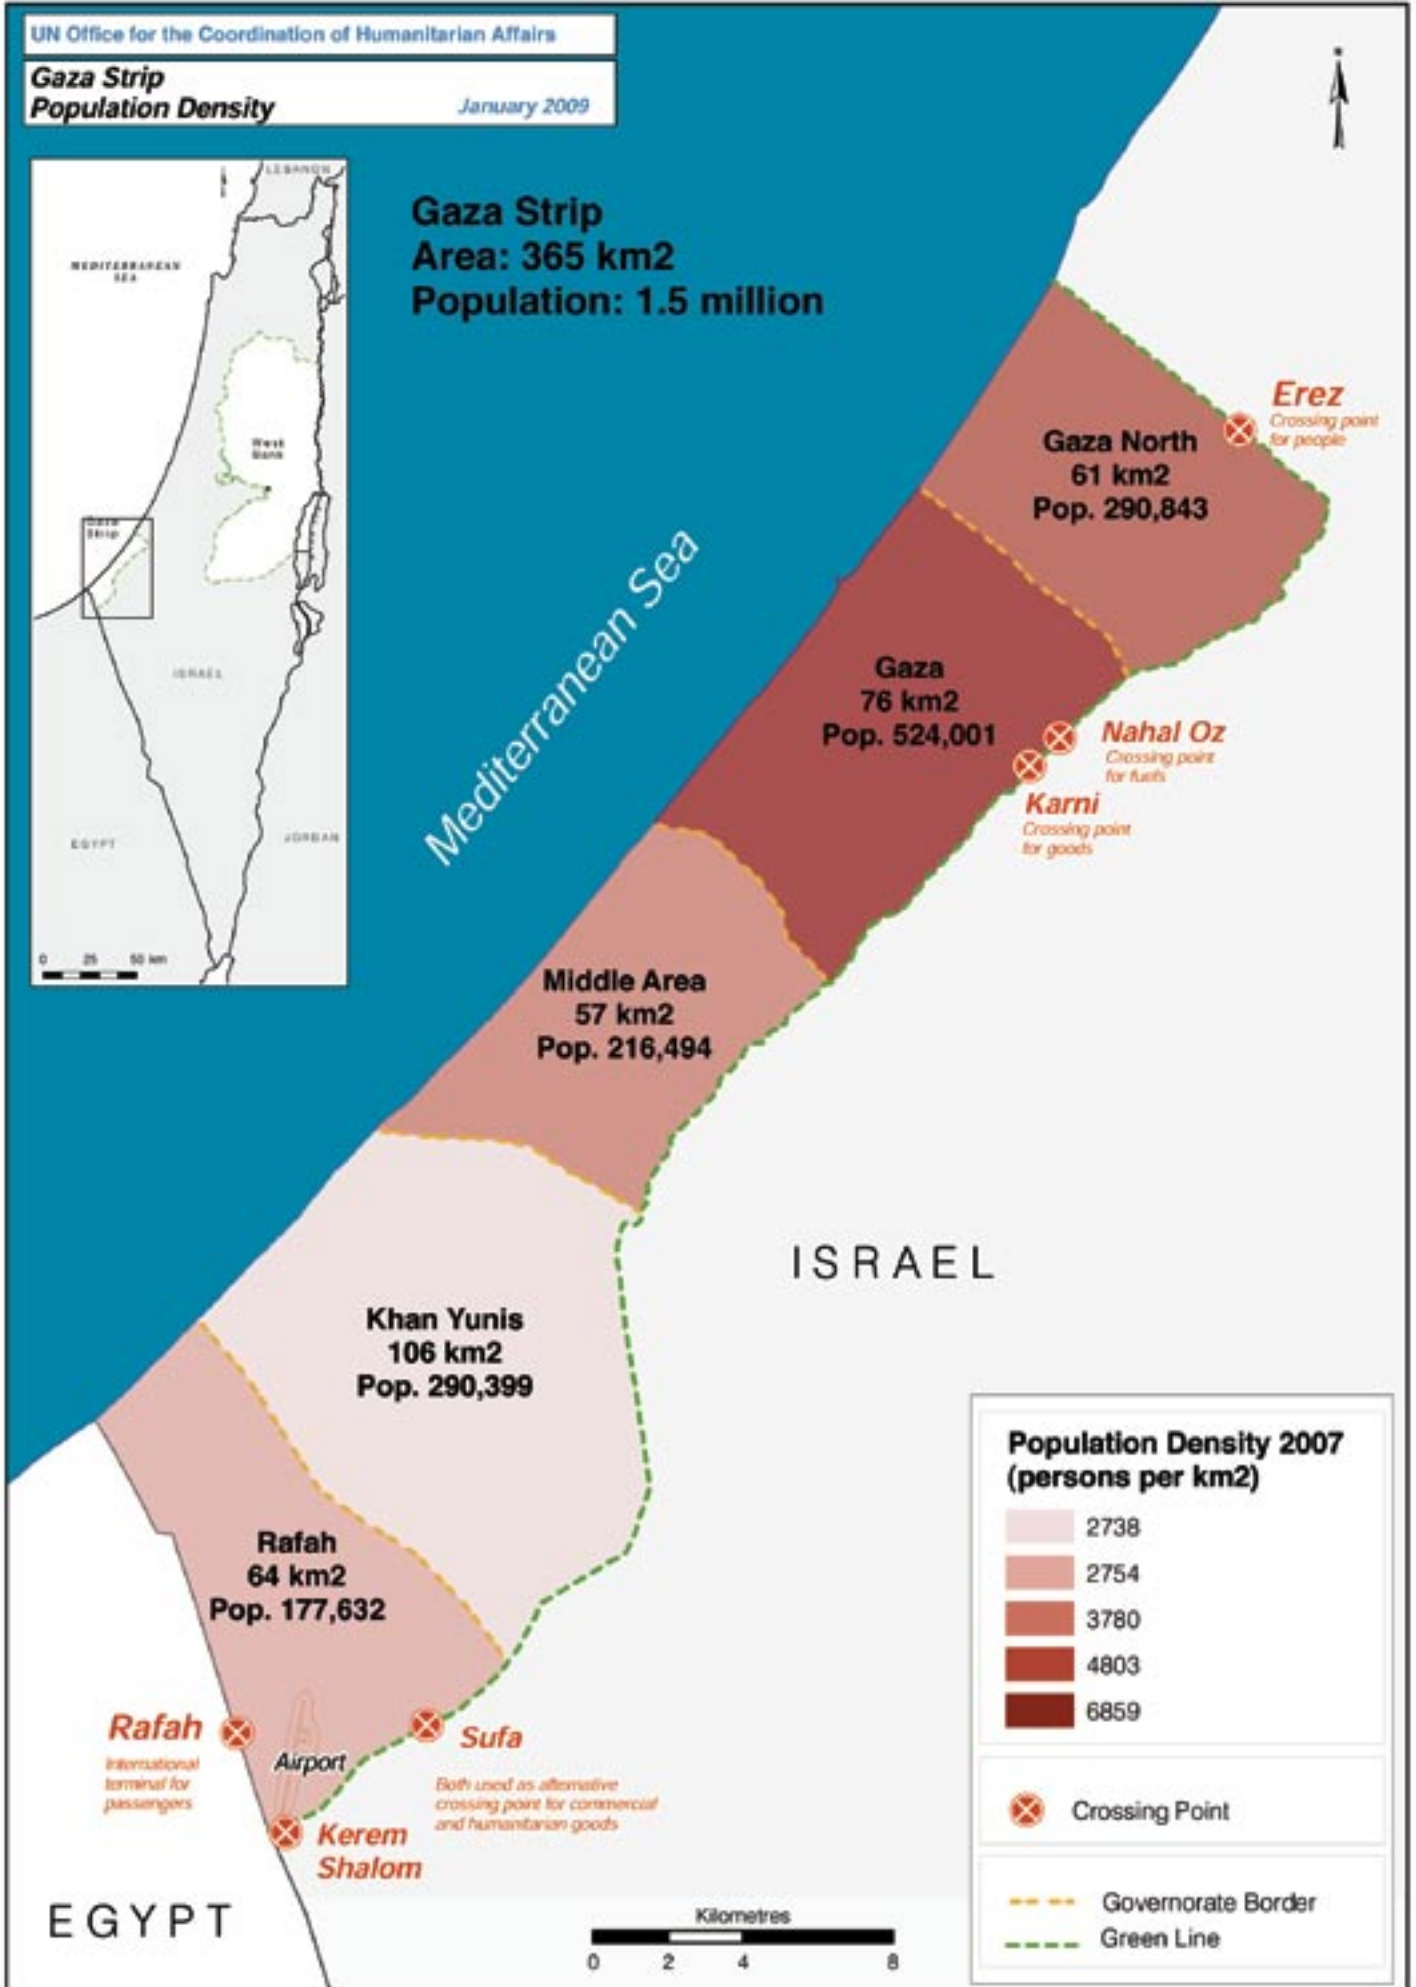 UN Office for the Coordination of Humanitarian Affairs
Gaza Strip
Population Density
January 2009
LEBANON
MEDITERRANEAN
SEA
West
Bank
Gaza
Strip
ISRAEL
EGYPT
JORDAN
0 25 50 km
Gaza Strip
Area: 365 km2
Population: 1.5 million
Mediterranean Sea
Erez
Crossing point
for people
Gaza North
61 km2
Pop. 290,843
Gaza
76 km2
Pop. 524,001
Nahal Oz
Crossing point
for fuels
Karni
Crossing point
for goods
Middle Area
57 km2
Pop. 216,494
ISRAEL
Khan Yunis
106 km2
Pop. 290,399
Rafah
64 km2
Pop. 177,632
Rafah
International
terminal for
passengers
Airport
Sufa
Both used as alternative
crossing point for commercial
and humanitarian goods
Kerem
Shalom
EGYPT
Kilometres
0 2 4 8
Population Density 2007
(persons per km2)
2738
2754
3780
4803
6859
Crossing Point
Governorate Border
Green Line